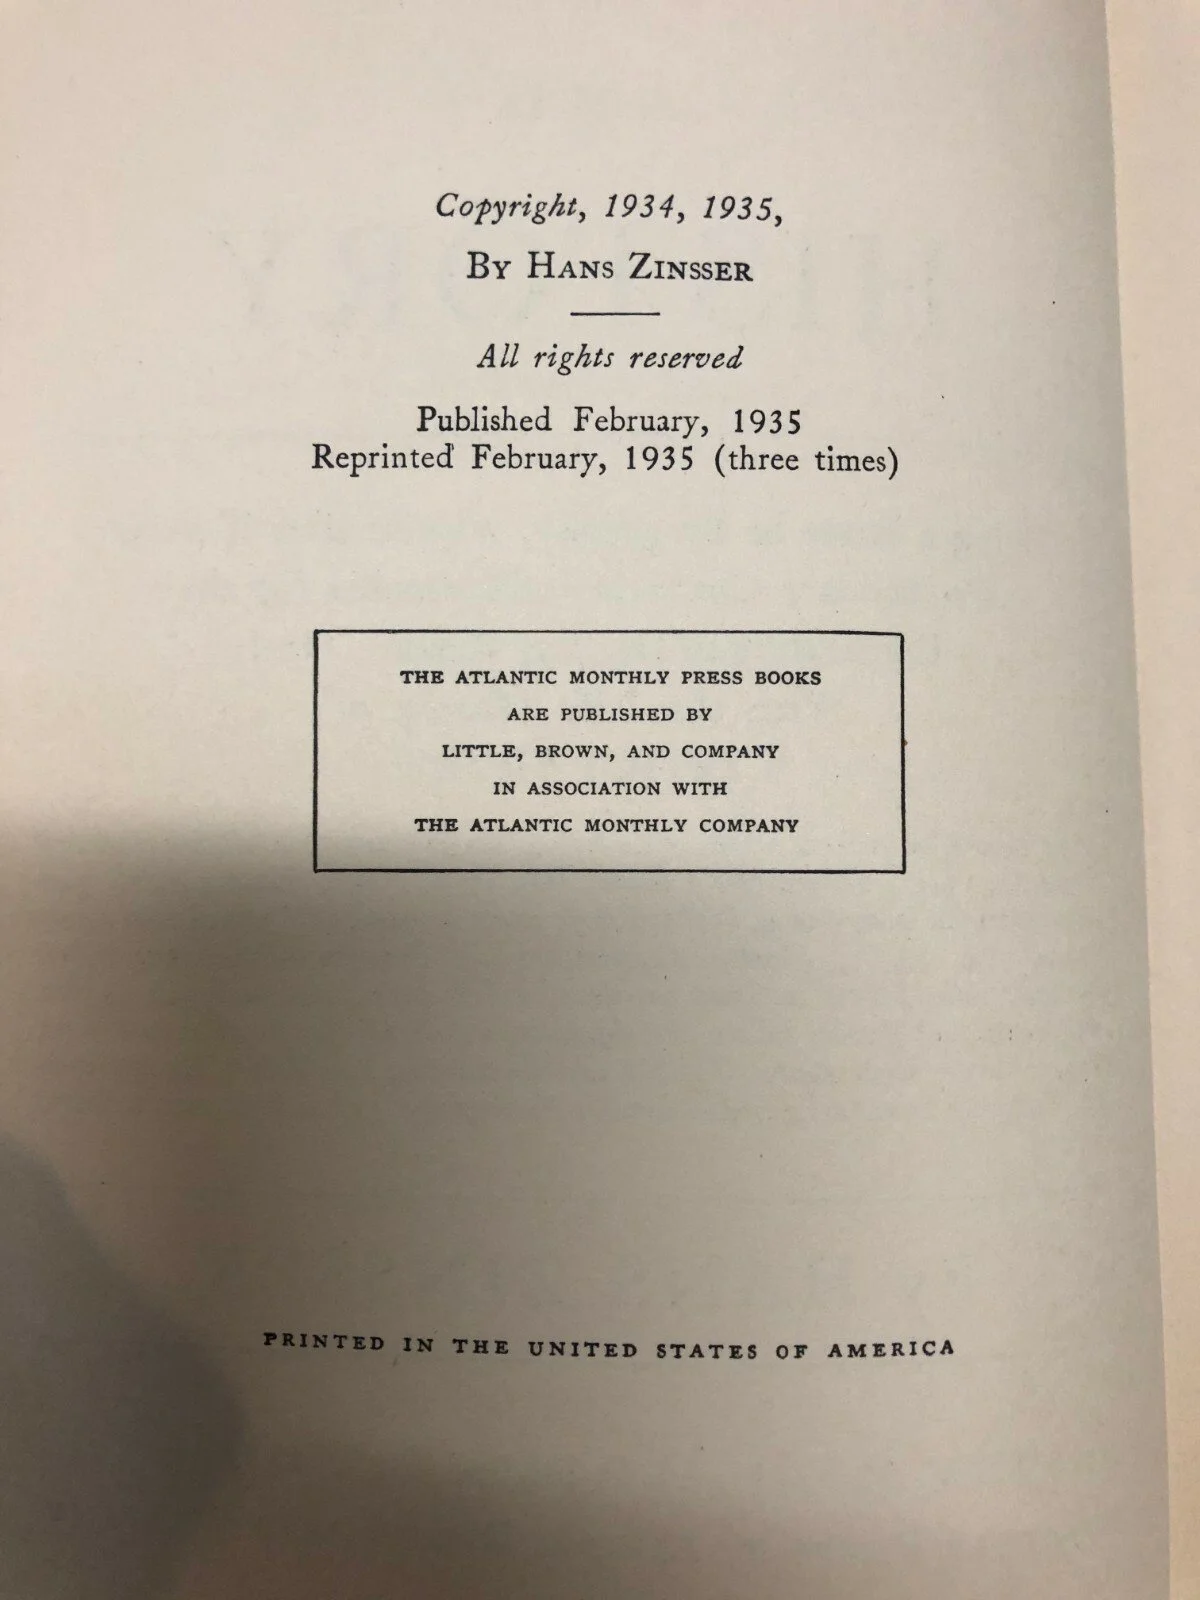 Copyright, 1934, 1935,
By Hans Zinsser
All rights reserved
Published February, 1935
Reprinted February, 1935 (three times)
THE ATLANTIC MONTHLY PRESS BOOKS
ARE PUBLISHED BY
LITTLE, BROWN, AND COMPANY
IN ASSOCIATION WITH
THE ATLANTIC MONTHLY COMPANY
PRINTED IN THE UNITED STATES OF AMERICA